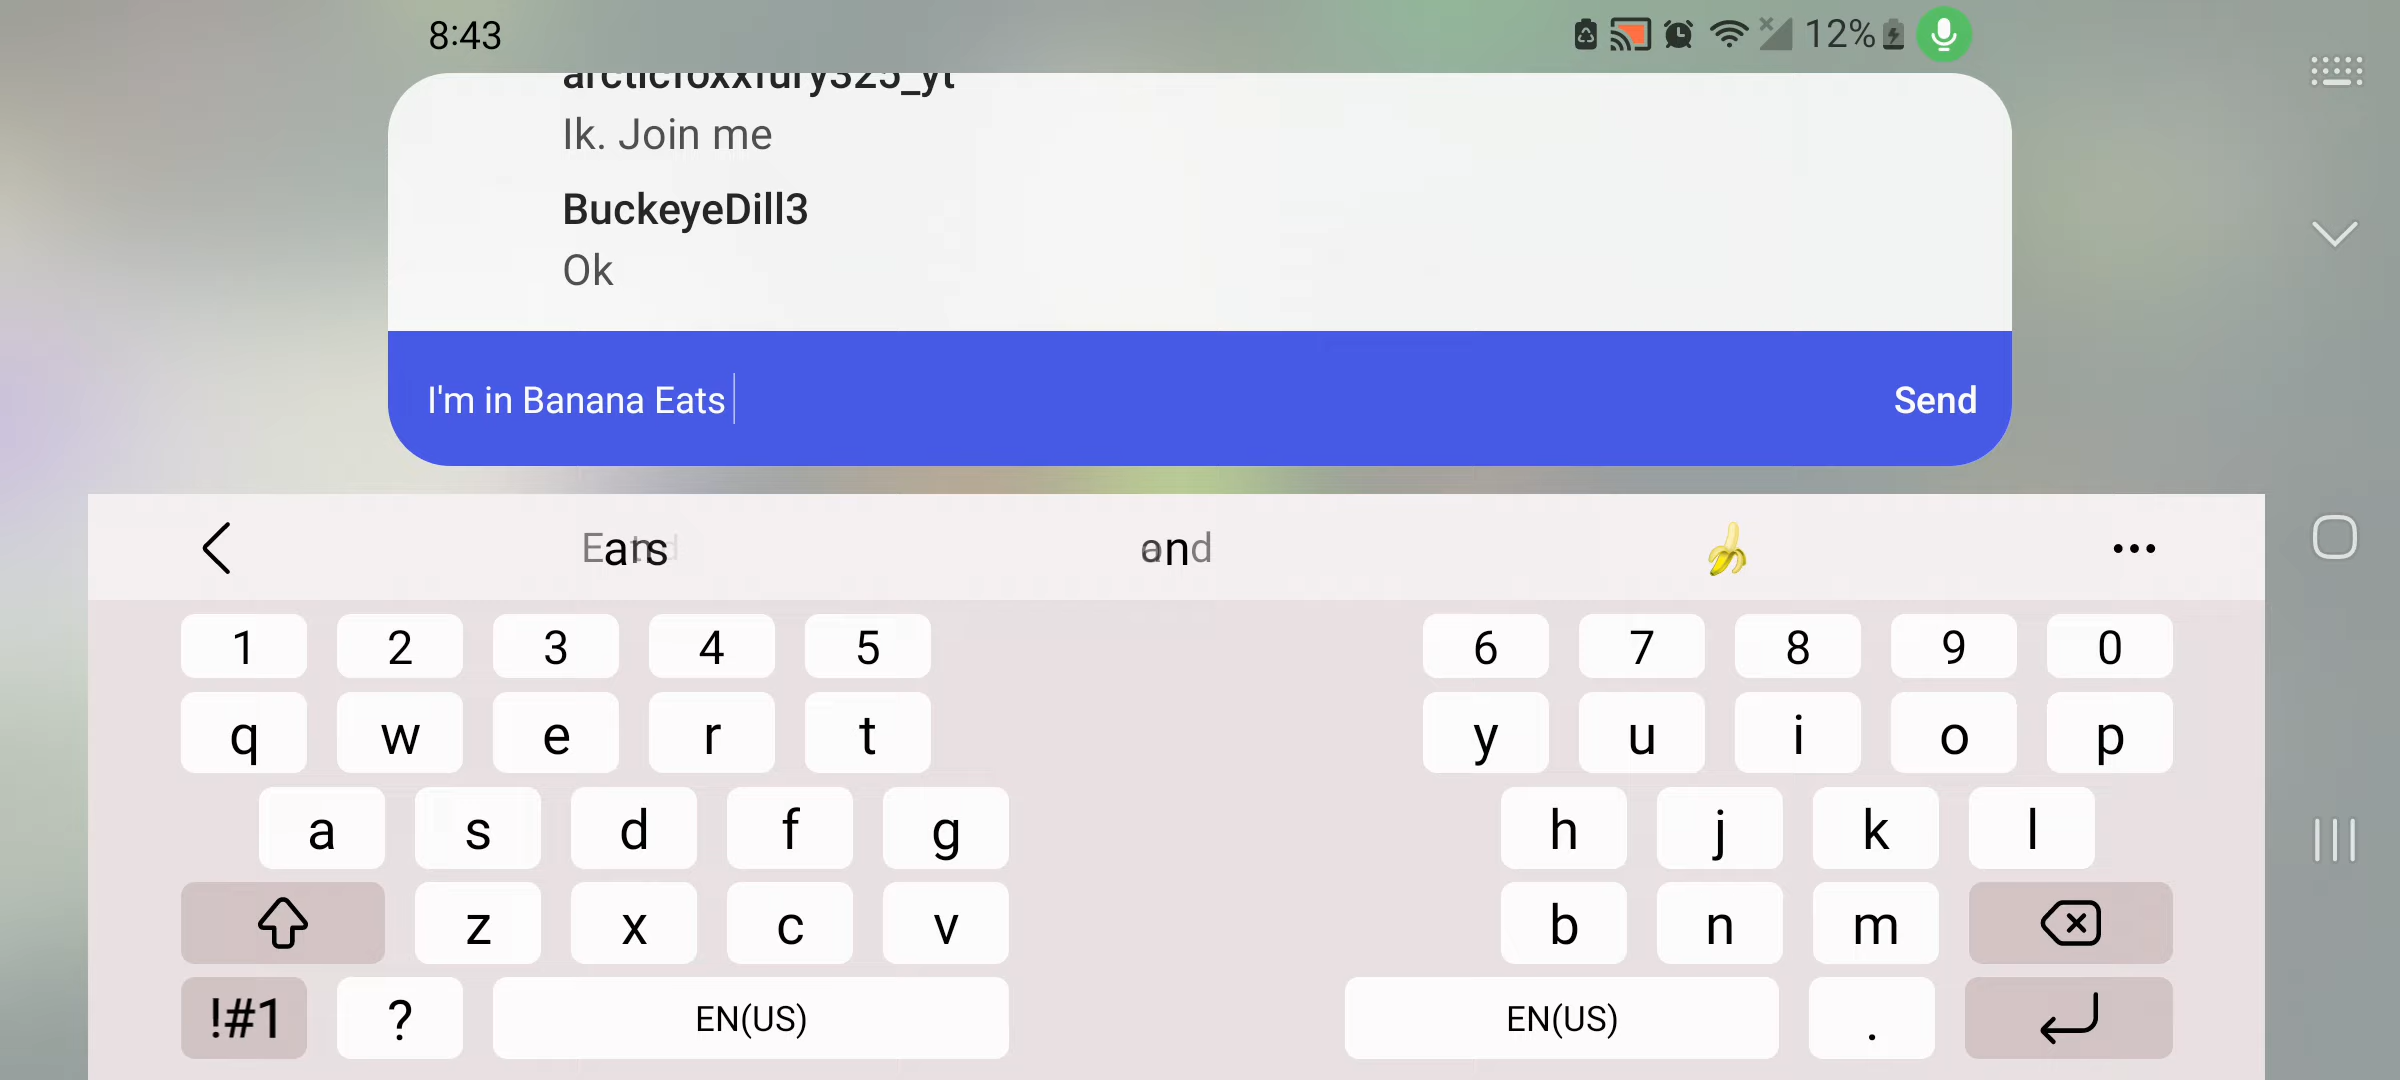 8:43
12%
arcticfoxxfury325_yt
Ik. Join me
BuckeyeDill3
Ok
I'm in Banana Eats
Send
1 2 3 4 5 6 7 8 9 0
q w e r t y u i o p
a s d f g h j k l
z x c v b n m
!#1 ? EN(US) EN(US) .